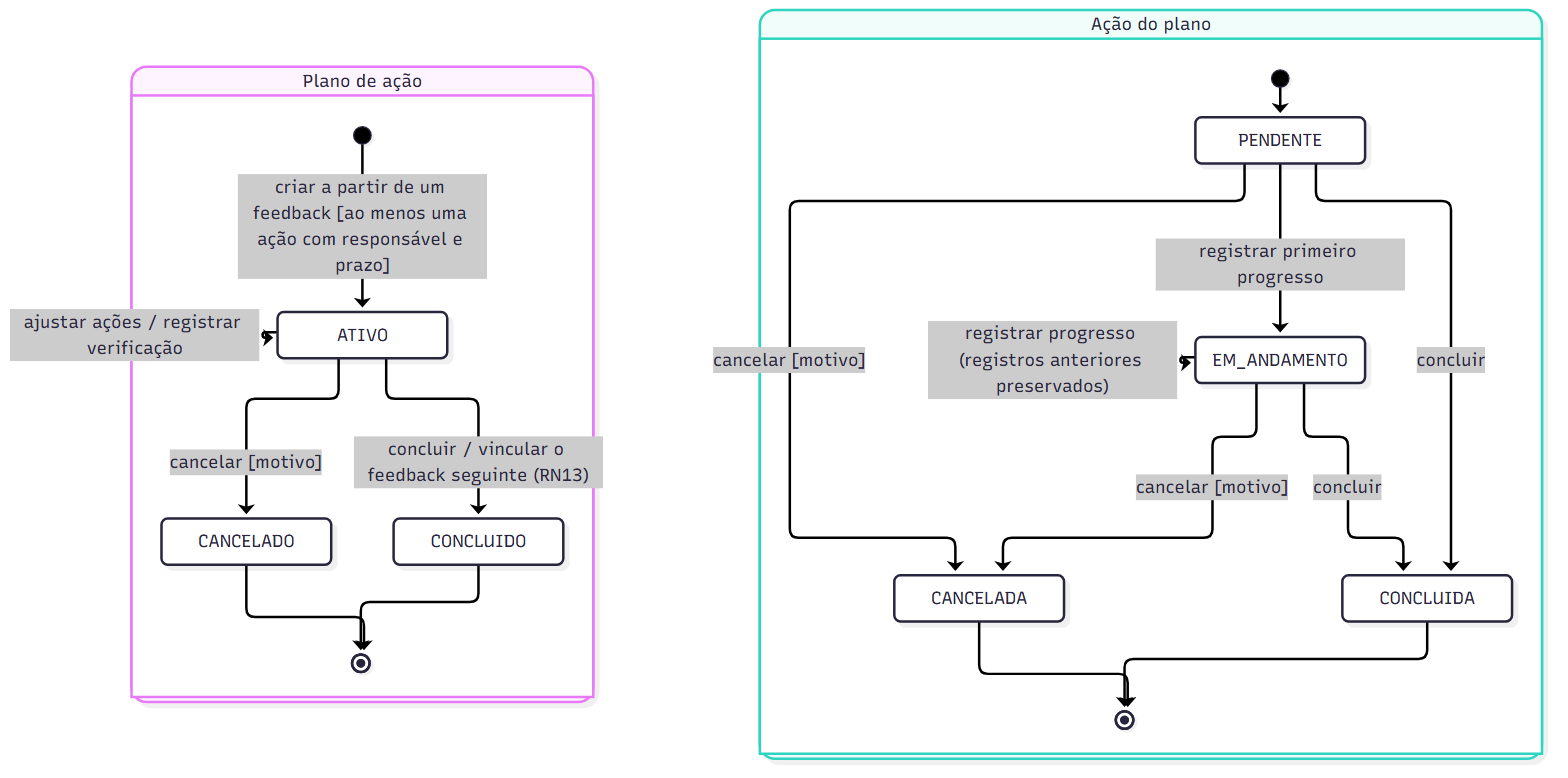 Plano de ação
criar a partir de um
feedback [ao menos uma
ação com responsável e
prazo]
ajustar ações / registrar
verificação
ATIVO
cancelar [motivo]
concluir / vincular o
feedback seguinte (RN13)
CANCELADO
CONCLUIDO
Ação do plano
PENDENTE
registrar primeiro
progresso
cancelar [motivo]
registrar progresso
(registros anteriores
preservados)
EM_ANDAMENTO
concluir
cancelar [motivo]
concluir
CANCELADA
CONCLUIDA